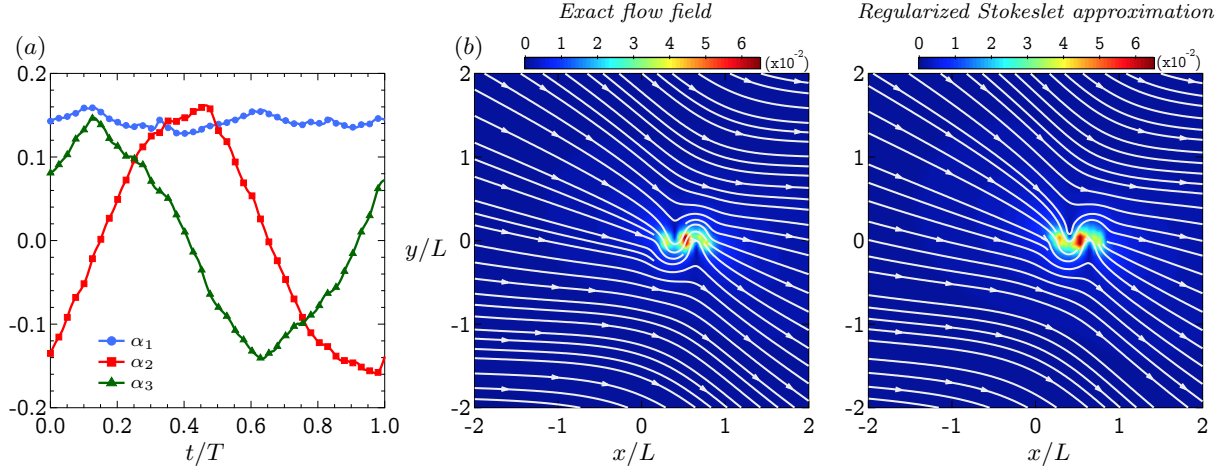 Exact flow field
Regularized Stokeslet approximation
(a)
(b)
0 1 2 3 4 5 6
(x10⁻²)
0 1 2 3 4 5 6
(x10⁻²)
0.2
0.1
0.0
-0.1
-0.2
α₁
α₂
α₃
0.0 0.2 0.4 0.6 0.8 1.0
t/T
y/L
2
1
0
-1
-2
-2 -1 0 1 2
x/L
2
1
0
-1
-2
-2 -1 0 1 2
x/L